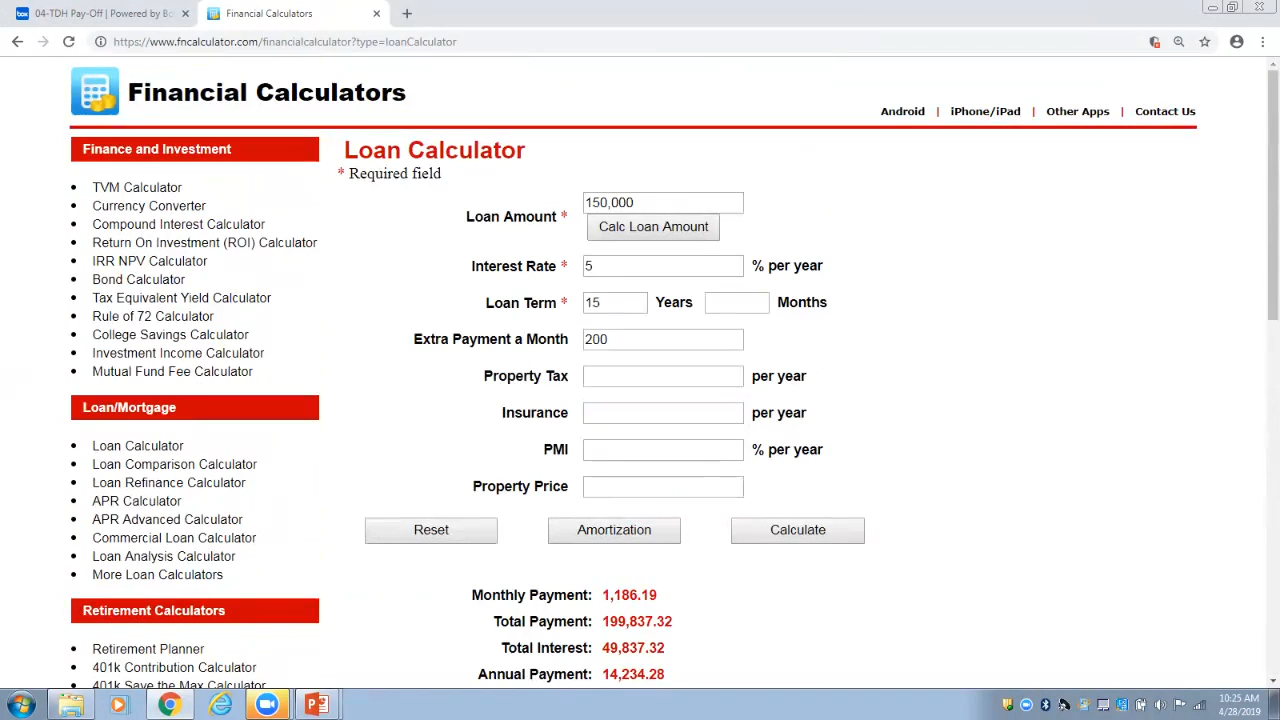 04-TDH Pay-Off | Powered by Bo
Financial Calculators
https://www.fncalculator.com/financialcalculator?type=loanCalculator
Financial Calculators
Android | iPhone/iPad | Other Apps | Contact Us
Finance and Investment
TVM Calculator
Currency Converter
Compound Interest Calculator
Return On Investment (ROI) Calculator
IRR NPV Calculator
Bond Calculator
Tax Equivalent Yield Calculator
Rule of 72 Calculator
College Savings Calculator
Investment Income Calculator
Mutual Fund Fee Calculator
Loan/Mortgage
Loan Calculator
Loan Comparison Calculator
Loan Refinance Calculator
APR Calculator
APR Advanced Calculator
Commercial Loan Calculator
Loan Analysis Calculator
More Loan Calculators
Retirement Calculators
Retirement Planner
401k Contribution Calculator
401k Save the Max Calculator
Loan Calculator
* Required field
Loan Amount * 150,000
Calc Loan Amount
Interest Rate * 5 % per year
Loan Term * 15 Years Months
Extra Payment a Month 200
Property Tax per year
Insurance per year
PMI % per year
Property Price
Reset Amortization Calculate
Monthly Payment: 1,186.19
Total Payment: 199,837.32
Total Interest: 49,837.32
Annual Payment: 14,234.28
10:25 AM
4/28/2019